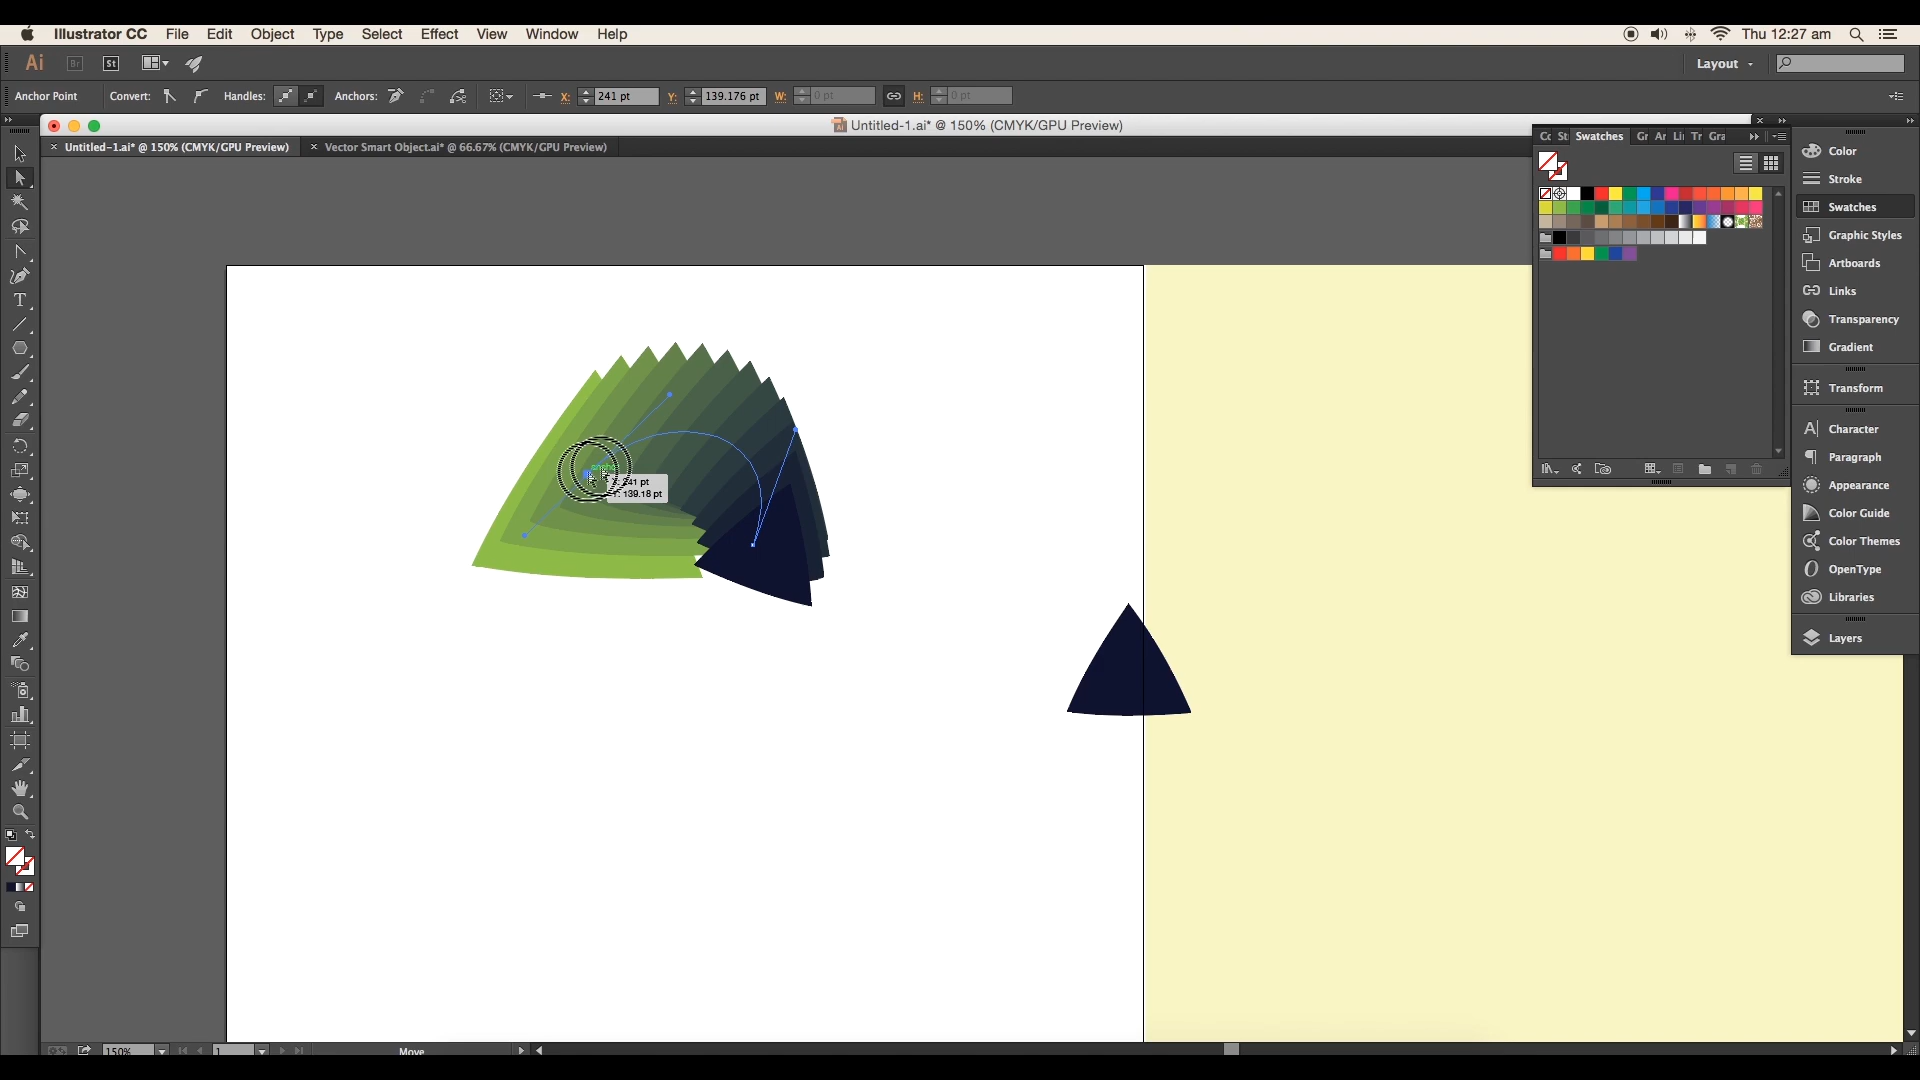 Illustrator CC File Edit Object Type Select Effect View Window Help Thu 12:27 am
Ai Br St Layout
Anchor Point Convert: Handles: Anchors: X: 241 pt Y: 139.176 pt W: 0 pt H: 0 pt
Untitled-1.ai* @ 150% (CMYK/GPU Preview)
Untitled-1.ai* @ 150% (CMYK/GPU Preview) Vector Smart Object.ai* @ 66.67% (CMYK/GPU Preview)
Cc St Swatches Gr Ar Li Tr Gra
Color
Stroke
Swatches
Graphic Styles
Artboards
Links
Transparency
Gradient
Transform
Character
Paragraph
Appearance
Color Guide
Color Themes
OpenType
Libraries
Layers
241 pt
139.18 pt
150% 1 Move